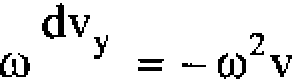 ω dv_y = − ω²v